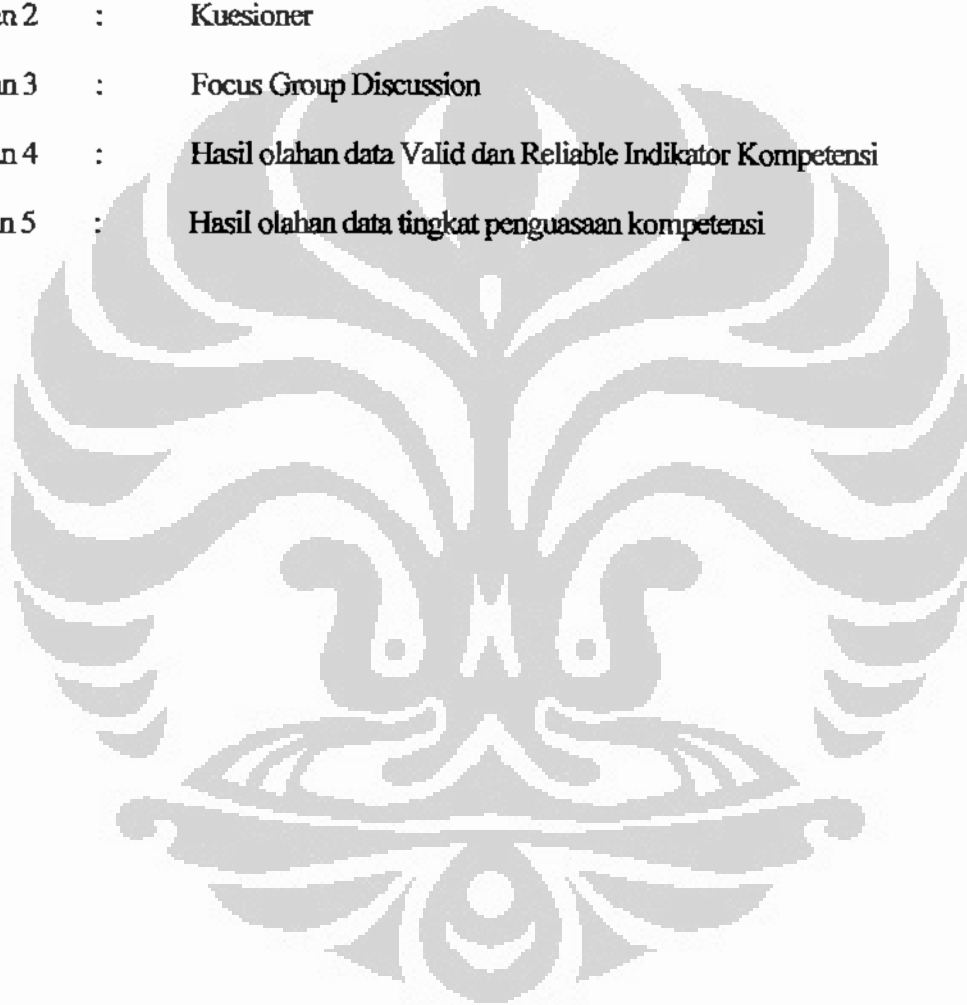 n 2 : Kuesioner
n 3 : Focus Group Discussion
n 4 : Hasil olahan data Valid dan Reliable Indikator Kompetensi
n 5 : Hasil olahan data tingkat penguasaan kompetensi